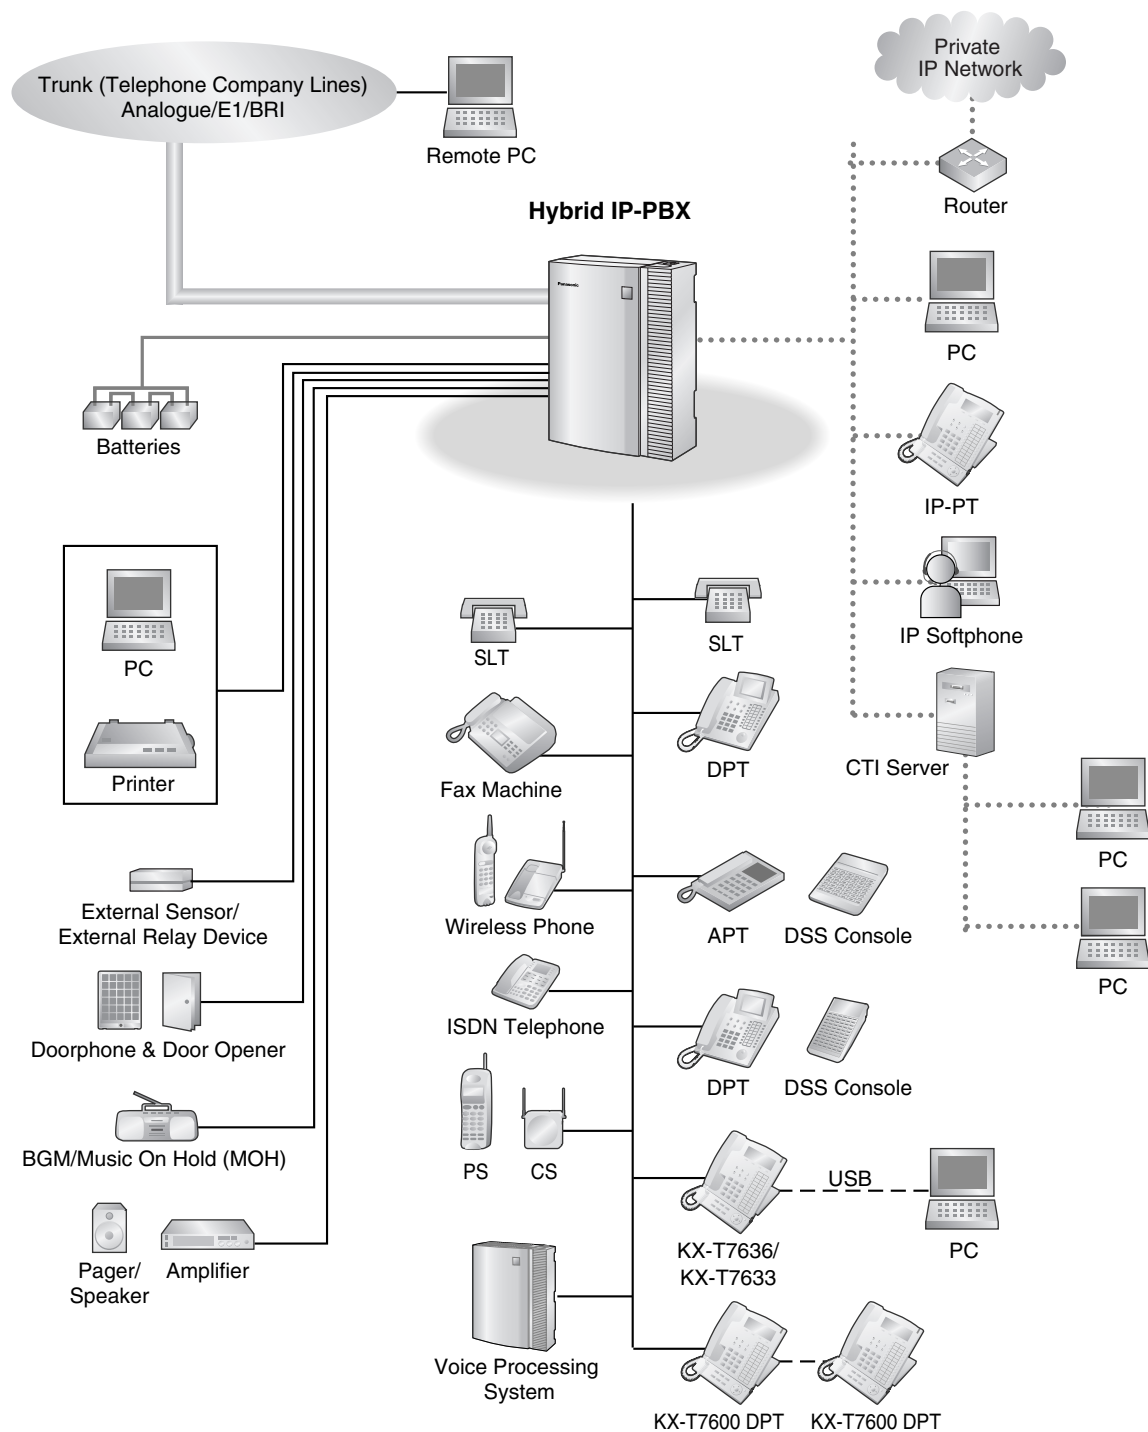 Private
IP Network
Trunk (Telephone Company Lines)
Analogue/E1/BRI
Remote PC
Router
Hybrid IP-PBX
Panasonic
PC
Batteries
IP-PT
IP Softphone
PC
SLT
SLT
Printer
Fax Machine
DPT
CTI Server
PC
External Sensor/
External Relay Device
Wireless Phone
APT
DSS Console
PC
Doorphone & Door Opener
ISDN Telephone
DPT
DSS Console
BGM/Music On Hold (MOH)
PS
CS
USB
KX-T7636/
KX-T7633
PC
Pager/
Speaker
Amplifier
Voice Processing
System
KX-T7600 DPT
KX-T7600 DPT